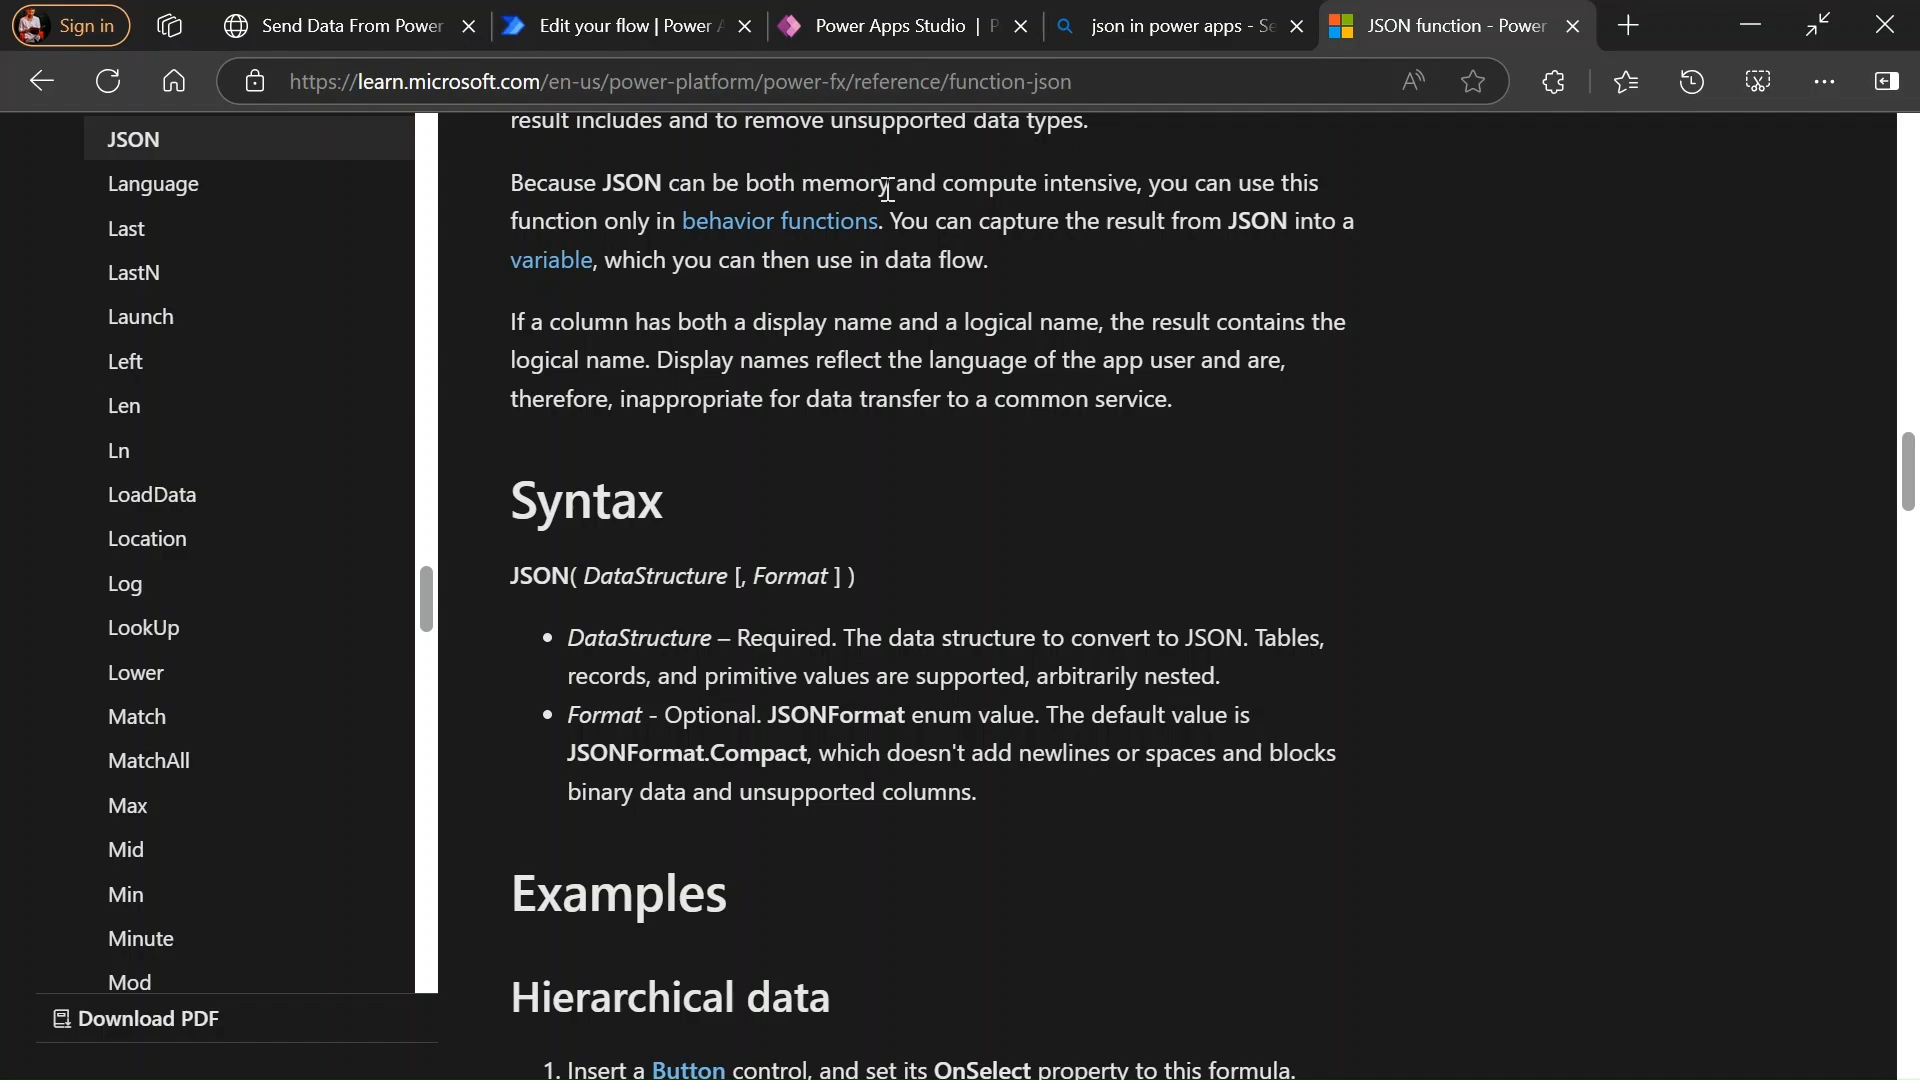 Sign in
Send Data From Power
Edit your flow | Power
Power Apps Studio |
json in power apps - Se
JSON function - Power
https://learn.microsoft.com/en-us/power-platform/power-fx/reference/function-json
JSON
Language
Last
LastN
Launch
Left
Len
Ln
LoadData
Location
Log
LookUp
Lower
Match
MatchAll
Max
Mid
Min
Minute
Mod
Download PDF
result includes and to remove unsupported data types.
Because JSON can be both memory and compute intensive, you can use this
function only in behavior functions. You can capture the result from JSON into a
variable, which you can then use in data flow.
If a column has both a display name and a logical name, the result contains the
logical name. Display names reflect the language of the app user and are,
therefore, inappropriate for data transfer to a common service.
Syntax
JSON( DataStructure [, Format ] )
• DataStructure – Required. The data structure to convert to JSON. Tables,
records, and primitive values are supported, arbitrarily nested.
• Format - Optional. JSONFormat enum value. The default value is
JSONFormat.Compact, which doesn't add newlines or spaces and blocks
binary data and unsupported columns.
Examples
Hierarchical data
1. Insert a Button control, and set its OnSelect property to this formula.